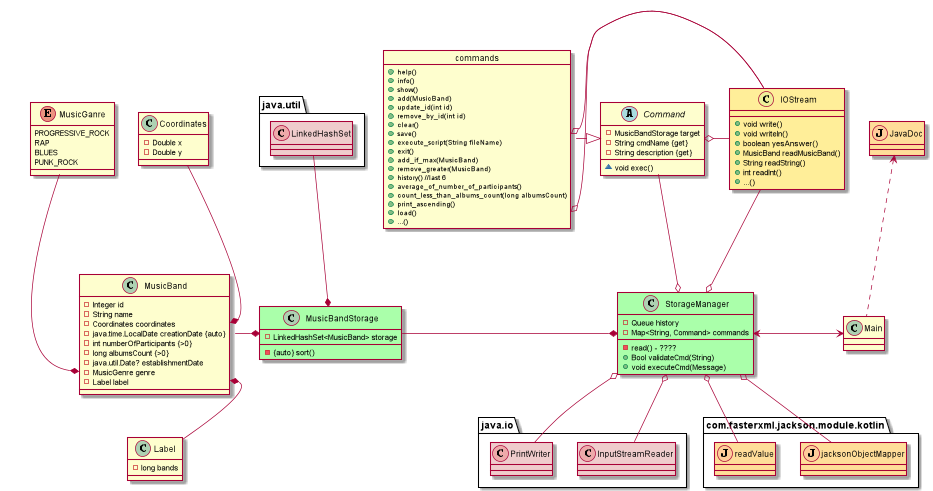 commands
help()
info()
show()
add(MusicBand)
update_id(int id)
remove_by_id(int id)
clear()
save()
execute_script(String fileName)
exit()
add_if_max(MusicBand)
remove_greater(MusicBand)
history() //last 6
average_of_number_of_participants()
count_less_than_albums_count(long albumsCount)
print_ascending()
load()
...()
E MusicGanre
PROGRESSIVE_ROCK
RAP
BLUES
PUNK_ROCK
C Coordinates
Double x
Double y
java.util
C LinkedHashSet
A Command
MusicBandStorage target
String cmdName {get}
String description {get}
void exec()
C IOStream
void write()
void writeln()
boolean yesAnswer()
MusicBand readMusicBand()
String readString()
int readInt()
...()
J JavaDoc
C MusicBand
Integer id
String name
Coordinates coordinates
java.time.LocalDate creationDate {auto}
int numberOfParticipants {>0}
long albumsCount {>0}
java.util.Date? establishmentDate
MusicGenre genre
Label label
C MusicBandStorage
LinkedHashSet<MusicBand> storage
{auto} sort()
C StorageManager
Queue history
Map<String, Command> commands
read() - ????
Bool validateCmd(String)
void executeCmd(Message)
C Main
C Label
long bands
java.io
C PrintWriter
C InputStreamReader
com.fasterxml.jackson.module.kotlin
J readValue
J jacksonObjectMapper